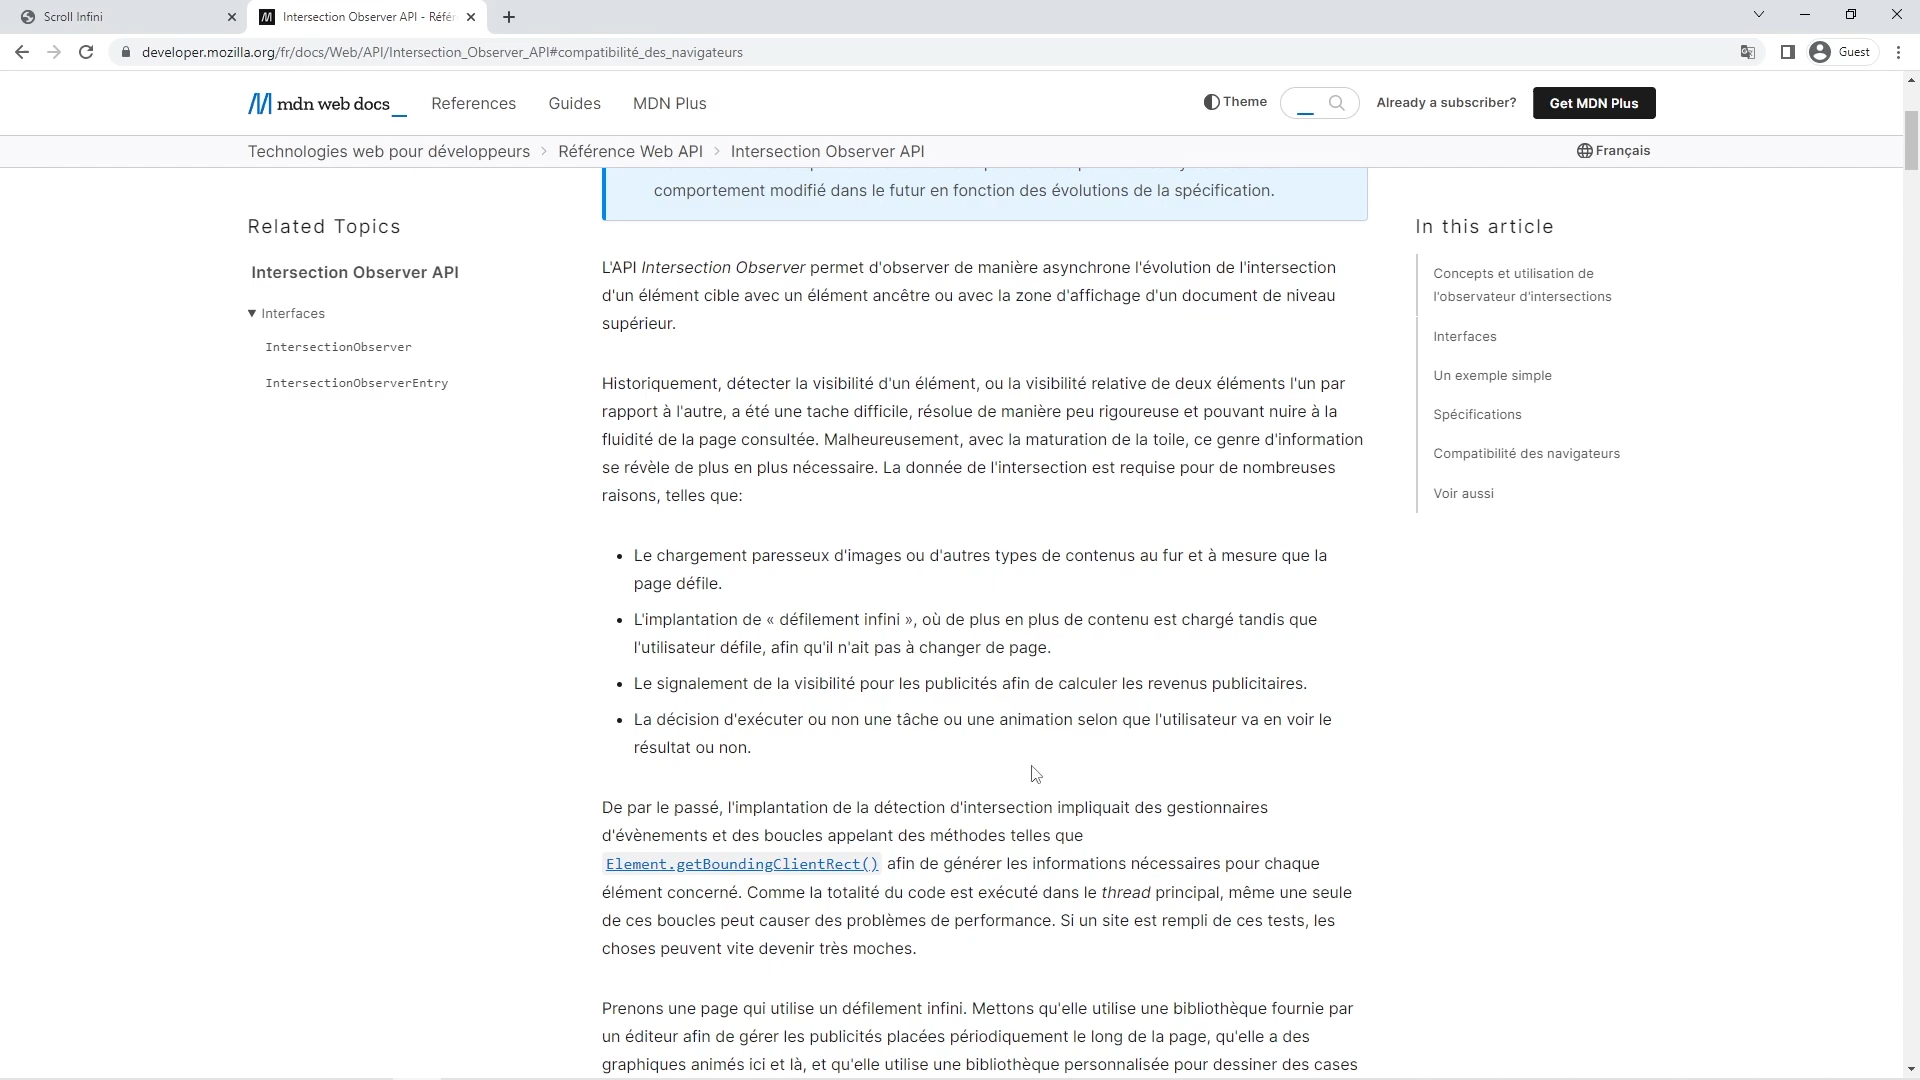 Scroll Infini
Intersection Observer API - Référ
developer.mozilla.org/fr/docs/Web/API/Intersection_Observer_API#compatibilité_des_navigateurs
Guest
mdn web docs_
References
Guides
MDN Plus
Theme
Already a subscriber?
Get MDN Plus
Technologies web pour développeurs
Référence Web API
Intersection Observer API
Français
comportement modifié dans le futur en fonction des évolutions de la spécification.
Related Topics
Intersection Observer API
Interfaces
IntersectionObserver
IntersectionObserverEntry
L'API Intersection Observer permet d'observer de manière asynchrone l'évolution de l'intersection
d'un élément cible avec un élément ancêtre ou avec la zone d'affichage d'un document de niveau
supérieur.
Historiquement, détecter la visibilité d'un élément, ou la visibilité relative de deux éléments l'un par
rapport à l'autre, a été une tache difficile, résolue de manière peu rigoureuse et pouvant nuire à la
fluidité de la page consultée. Malheureusement, avec la maturation de la toile, ce genre d'information
se révèle de plus en plus nécessaire. La donnée de l'intersection est requise pour de nombreuses
raisons, telles que:
• Le chargement paresseux d'images ou d'autres types de contenus au fur et à mesure que la
page défile.
• L'implantation de « défilement infini », où de plus en plus de contenu est chargé tandis que
l'utilisateur défile, afin qu'il n'ait pas à changer de page.
• Le signalement de la visibilité pour les publicités afin de calculer les revenus publicitaires.
• La décision d'exécuter ou non une tâche ou une animation selon que l'utilisateur va en voir le
résultat ou non.
De par le passé, l'implantation de la détection d'intersection impliquait des gestionnaires
d'évènements et des boucles appelant des méthodes telles que
Element.getBoundingClientRect() afin de générer les informations nécessaires pour chaque
élément concerné. Comme la totalité du code est exécuté dans le thread principal, même une seule
de ces boucles peut causer des problèmes de performance. Si un site est rempli de ces tests, les
choses peuvent vite devenir très moches.
Prenons une page qui utilise un défilement infini. Mettons qu'elle utilise une bibliothèque fournie par
un éditeur afin de gérer les publicités placées périodiquement le long de la page, qu'elle a des
graphiques animés ici et là, et qu'elle utilise une bibliothèque personnalisée pour dessiner des cases
In this article
Concepts et utilisation de
l'observateur d'intersections
Interfaces
Un exemple simple
Spécifications
Compatibilité des navigateurs
Voir aussi